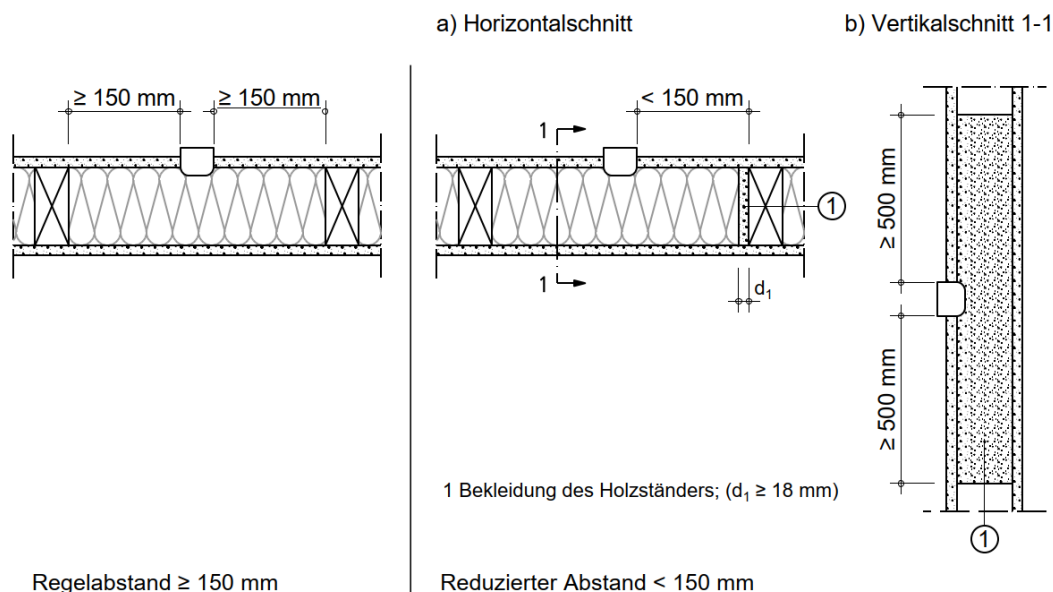 a) Horizontalschnitt
b) Vertikalschnitt 1-1
≥ 150 mm
≥ 150 mm
< 150 mm
1
1
1
d₁
≥ 500 mm
≥ 500 mm
1 Bekleidung des Holzständers; (d₁ ≥ 18 mm)
1
Regelabstand ≥ 150 mm
Reduzierter Abstand < 150 mm